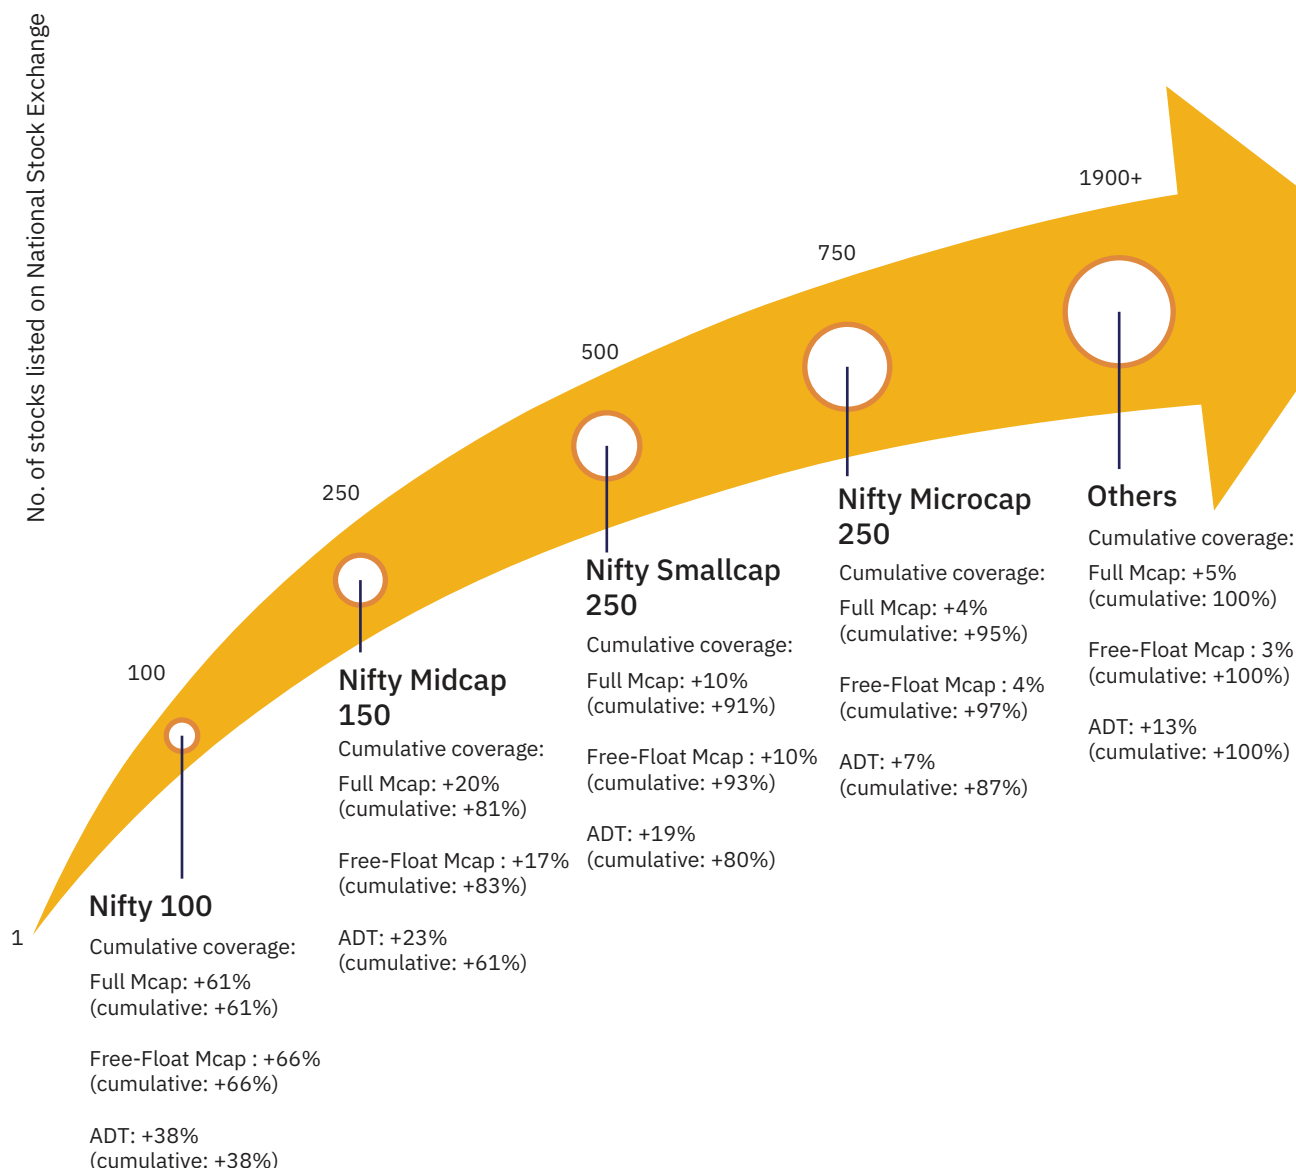 No. of stocks listed on National Stock Exchange
1
100
250
500
750
1900+
Nifty 100
Cumulative coverage:
Full Mcap: +61%
(cumulative: +61%)
Free-Float Mcap : +66%
(cumulative: +66%)
ADT: +38%
(cumulative: +38%)
Nifty Midcap
150
Cumulative coverage:
Full Mcap: +20%
(cumulative: +81%)
Free-Float Mcap : +17%
(cumulative: +83%)
ADT: +23%
(cumulative: +61%)
Nifty Smallcap
250
Cumulative coverage:
Full Mcap: +10%
(cumulative: +91%)
Free-Float Mcap : +10%
(cumulative: +93%)
ADT: +19%
(cumulative: +80%)
Nifty Microcap
250
Cumulative coverage:
Full Mcap: +4%
(cumulative: +95%)
Free-Float Mcap : 4%
(cumulative: +97%)
ADT: +7%
(cumulative: +87%)
Others
Cumulative coverage:
Full Mcap: +5%
(cumulative: 100%)
Free-Float Mcap : 3%
(cumulative: +100%)
ADT: +13%
(cumulative: +100%)